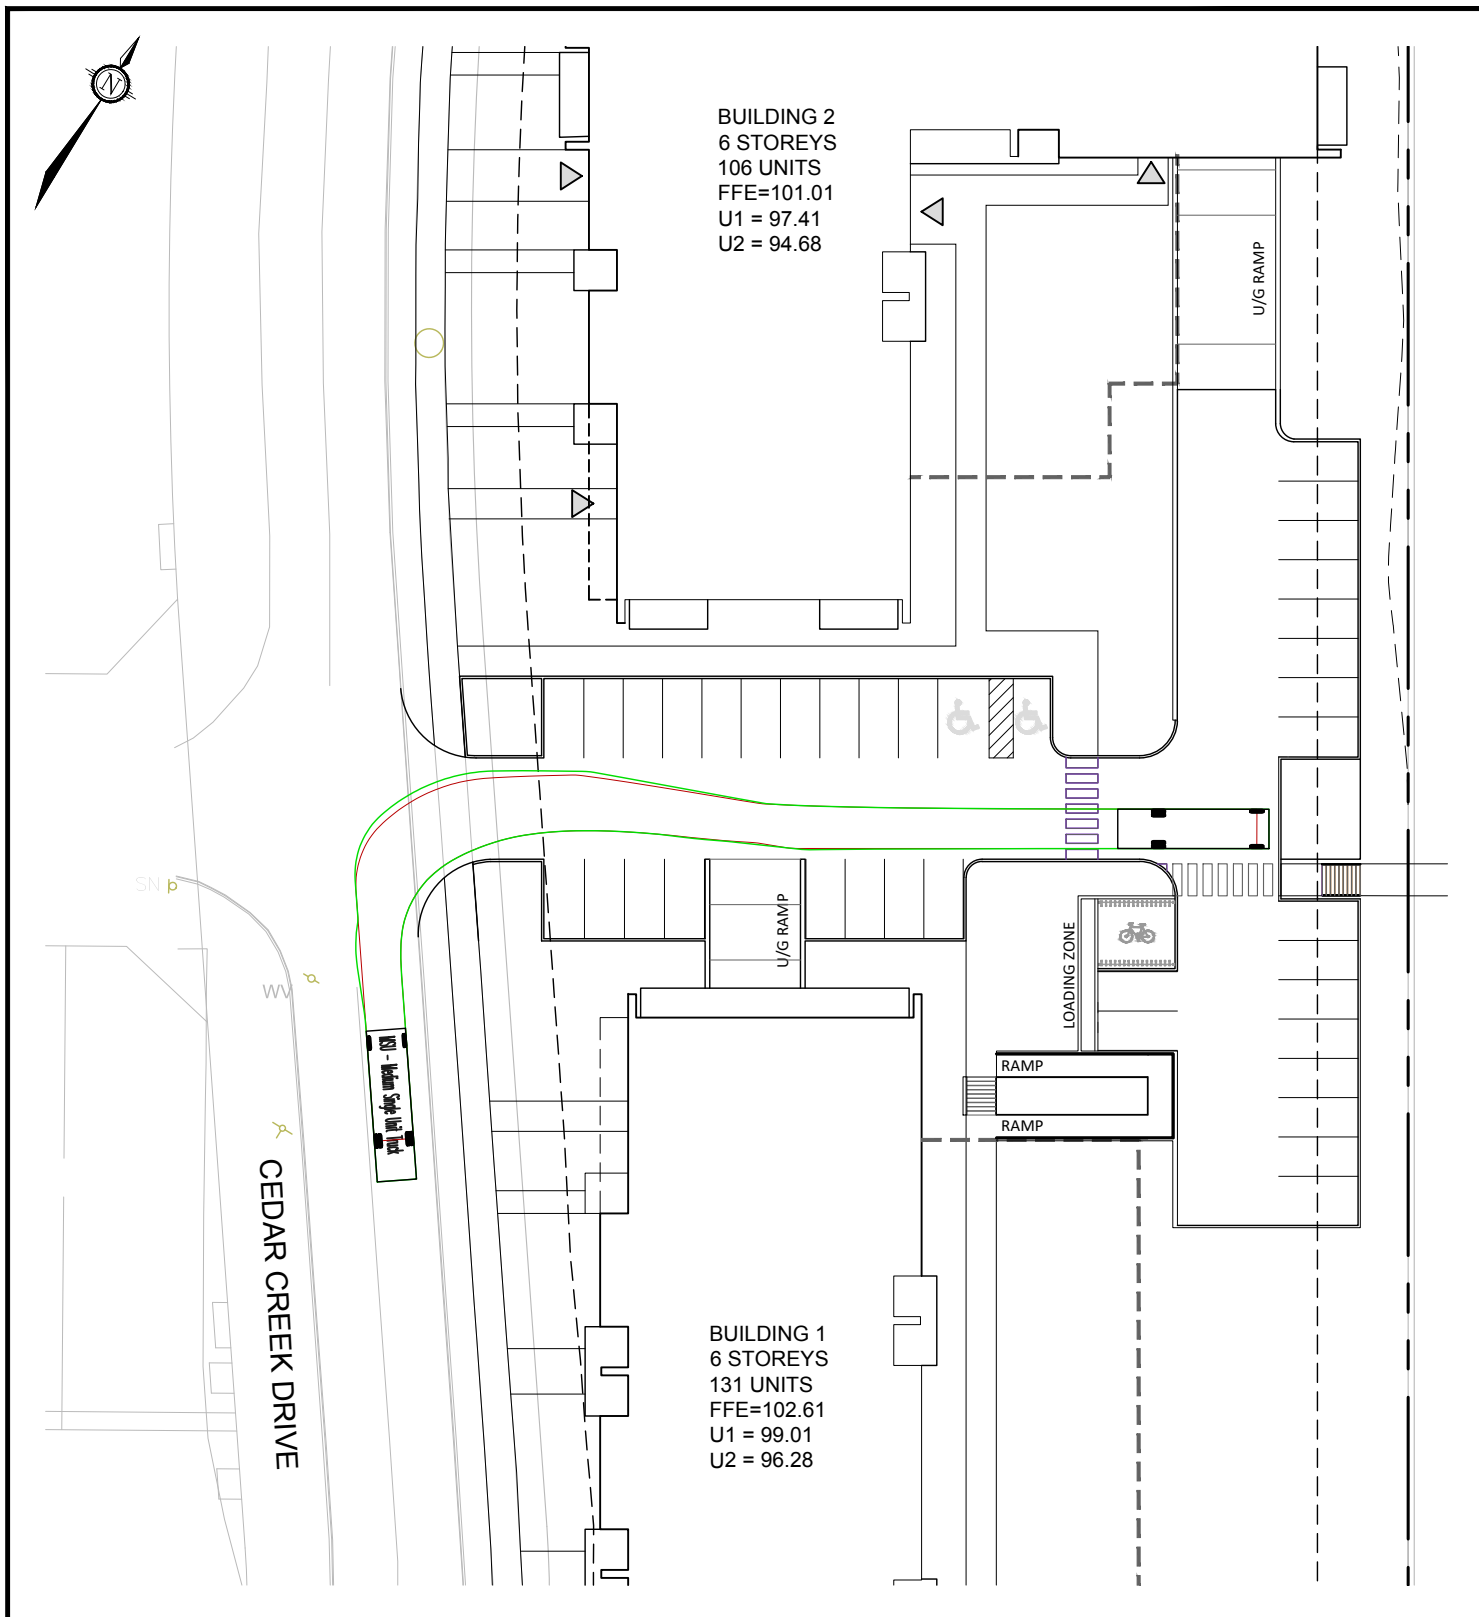 N
BUILDING 2
6 STOREYS
106 UNITS
FFE=101.01
U1 = 97.41
U2 = 94.68
U/G RAMP
SN
WV
U/G RAMP
LOADING ZONE
MSU - Medium Single Unit Truck
RAMP
RAMP
CEDAR CREEK DRIVE
BUILDING 1
6 STOREYS
131 UNITS
FFE=102.61
U1 = 99.01
U2 = 96.28